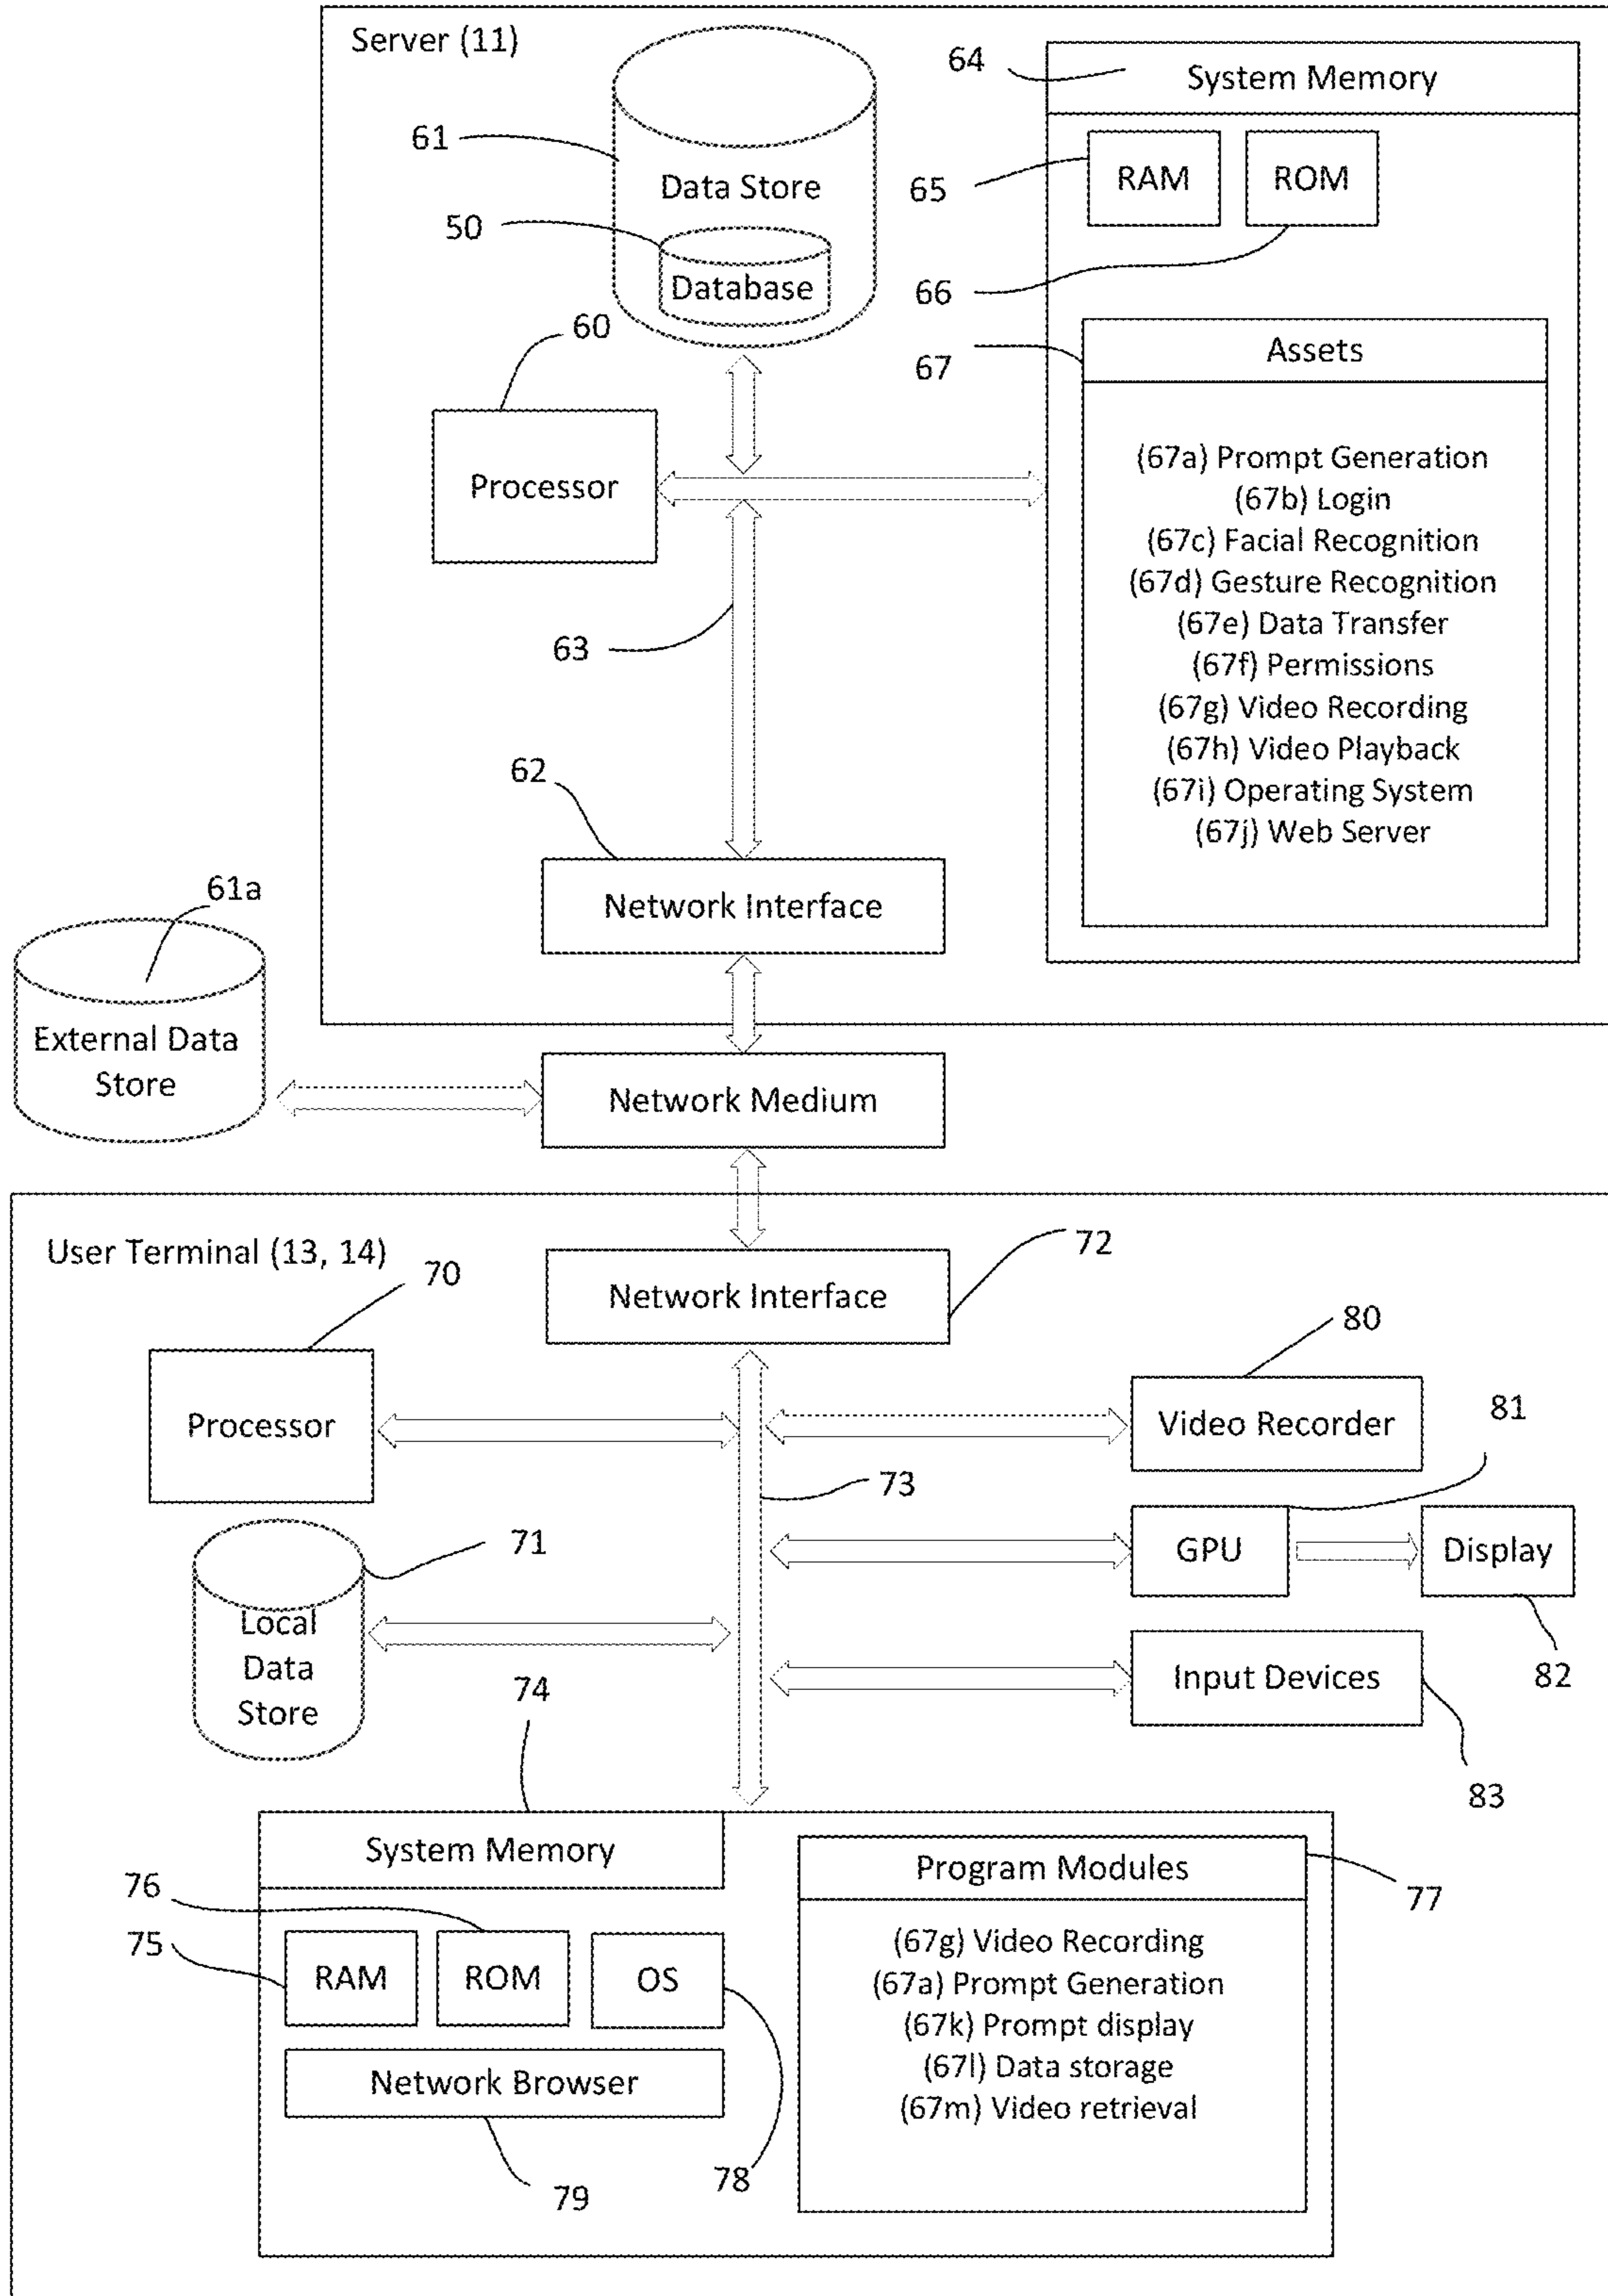 Server (11)
64
System Memory
61
Data Store
65
RAM
ROM
50
Database
66
60
67
Assets
Processor
(67a) Prompt Generation
(67b) Login
(67c) Facial Recognition
(67d) Gesture Recognition
(67e) Data Transfer
(67f) Permissions
(67g) Video Recording
(67h) Video Playback
(67i) Operating System
(67j) Web Server
63
62
Network Interface
61a
External Data
Store
Network Medium
User Terminal (13, 14)
72
70
Network Interface
80
Processor
Video Recorder
81
73
71
GPU
Display
Local
Data
Store
Input Devices
82
74
83
System Memory
Program Modules
76
77
75
RAM
ROM
OS
(67g) Video Recording
(67a) Prompt Generation
(67k) Prompt display
(67l) Data storage
(67m) Video retrieval
Network Browser
78
79